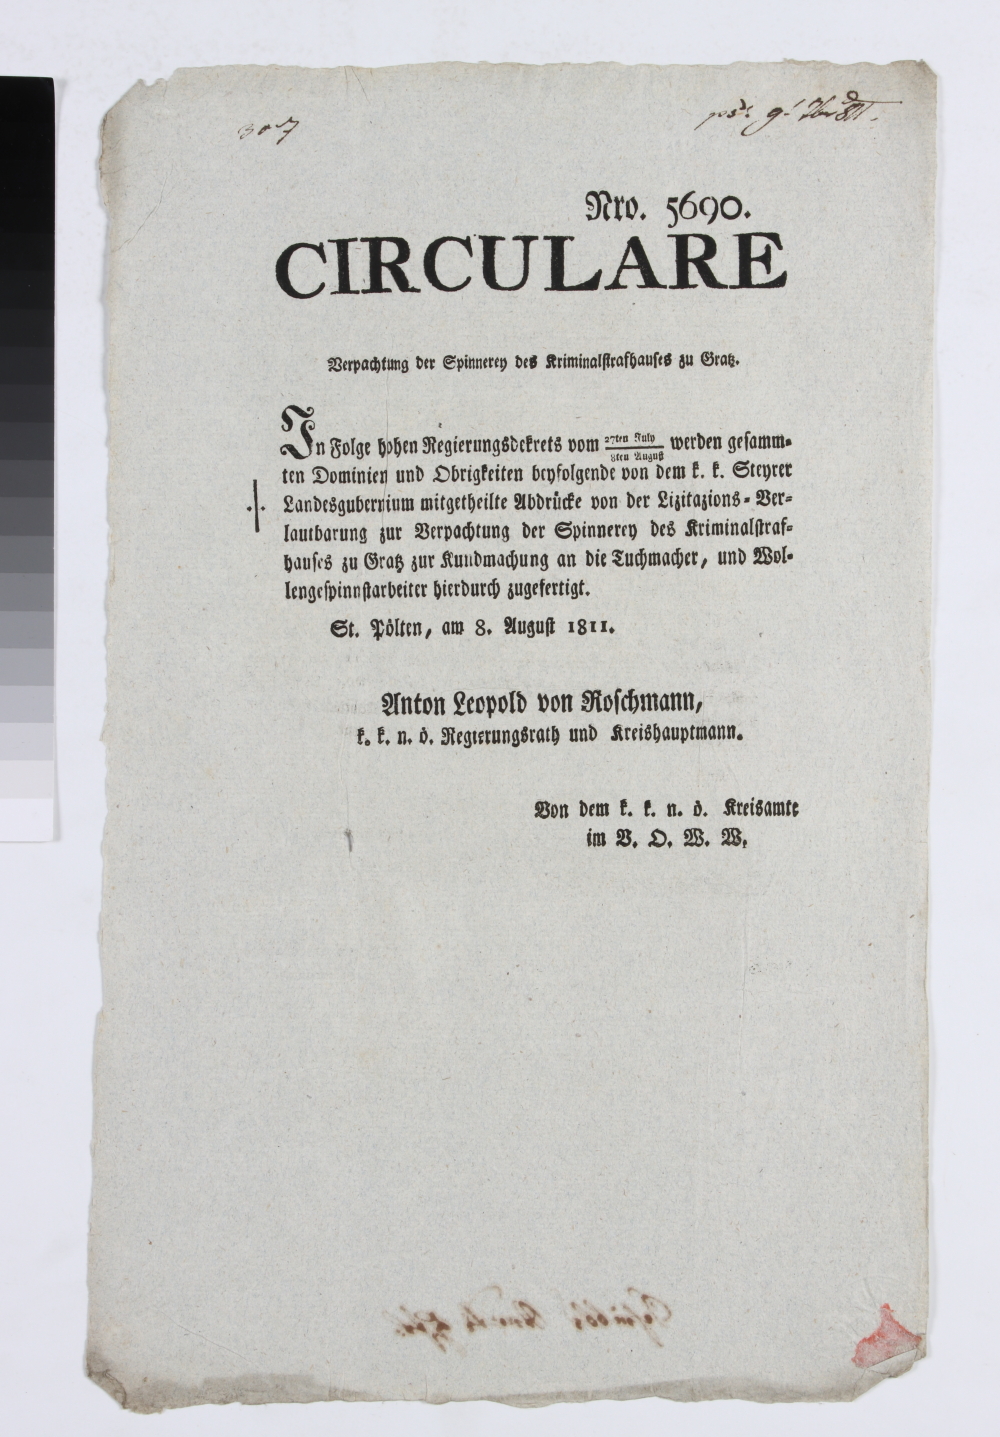 307
Nro. 5690.
CIRCULARE
Verpachtung der Spinnerey des Kriminalstrafhauses zu Gratz.
In Folge hohen Regierungsdekrets vom 27ten July / 8ten August werden gesamm-
ten Dominien und Obrigkeiten beyfolgende von dem k. k. Steyrer
Landesgubernium mitgetheilte Abdrücke von der Lizitazions-Ver-
lautbarung zur Verpachtung der Spinnerey des Kriminalstraf-
hauses zu Gratz zur Kundmachung an die Tuchmacher, und Wol-
lengespinnstarbeiter hierdurch zugefertigt.
St. Pölten, am 8. August 1811.
Anton Leopold von Roschmann,
k. k. n. ö. Regierungsrath und Kreishauptmann.
Von dem k. k. n. ö. Kreisamte
im V. O. W. W.